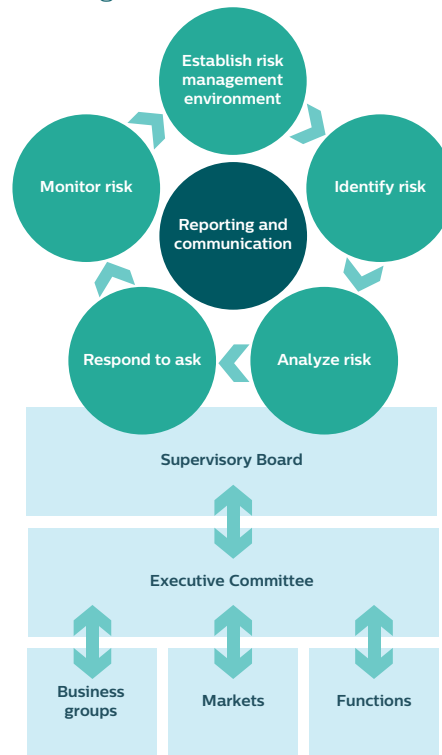 Establish risk
management
environment
Monitor risk
Identify risk
Reporting and
communication
Respond to ask
Analyze risk
Supervisory Board
Executive Committee
Business
groups
Markets
Functions